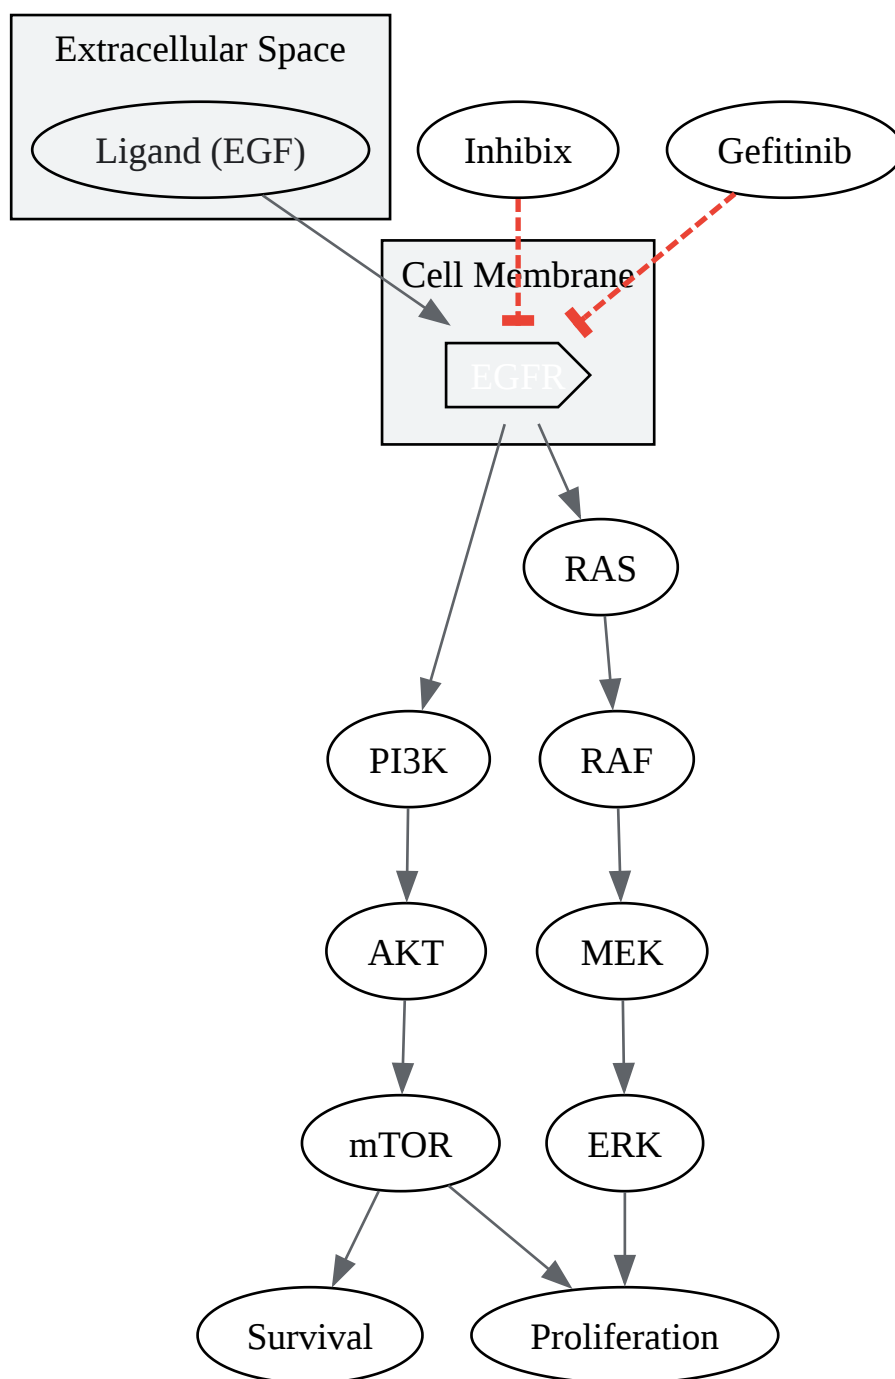 Extracellular Space
Ligand (EGF)
Inhibix
Gefitinib
Cell Membrane
EGFR
RAS
PI3K
RAF
AKT
MEK
mTOR
ERK
Survival
Proliferation